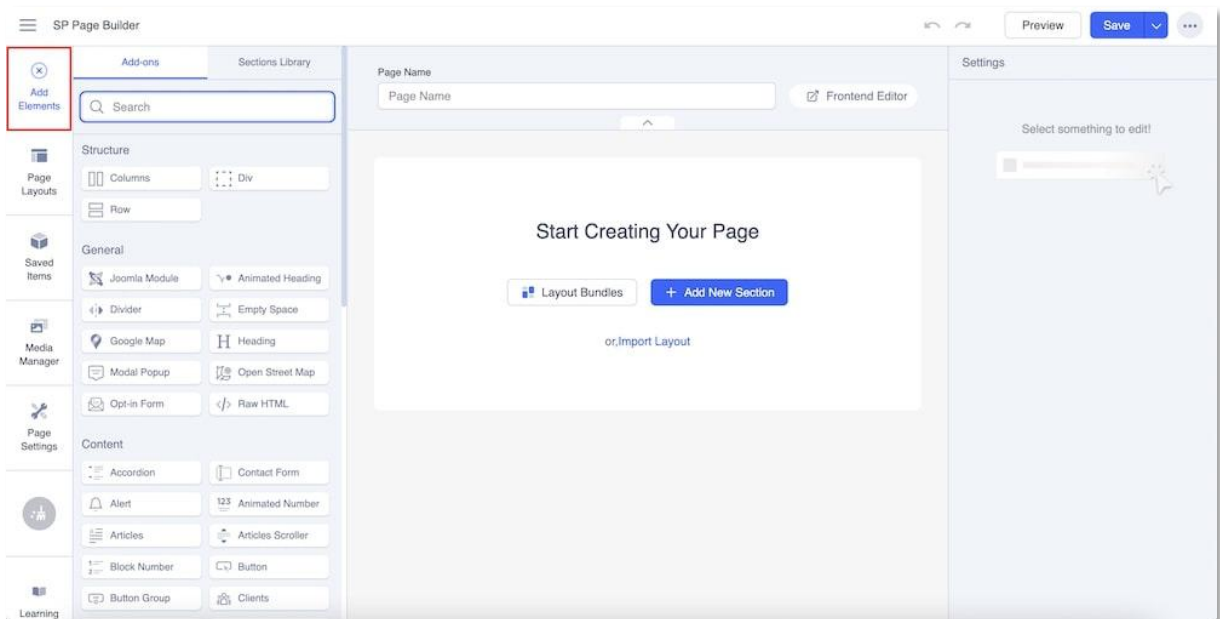 SP Page Builder
Preview
Save
Add
Elements
Page
Layouts
Saved
Items
Media
Manager
Page
Settings
Learning
Add-ons
Sections Library
Search
Structure
Columns
Div
Row
General
Joomla Module
Animated Heading
Divider
Empty Space
Google Map
Heading
Modal Popup
Open Street Map
Opt-in Form
Raw HTML
Content
Accordion
Contact Form
Alert
123 Animated Number
Articles
Articles Scroller
Block Number
Button
Button Group
Clients
Page Name
Page Name
Frontend Editor
Start Creating Your Page
Layout Bundles
+ Add New Section
or,Import Layout
Settings
Select something to edit!